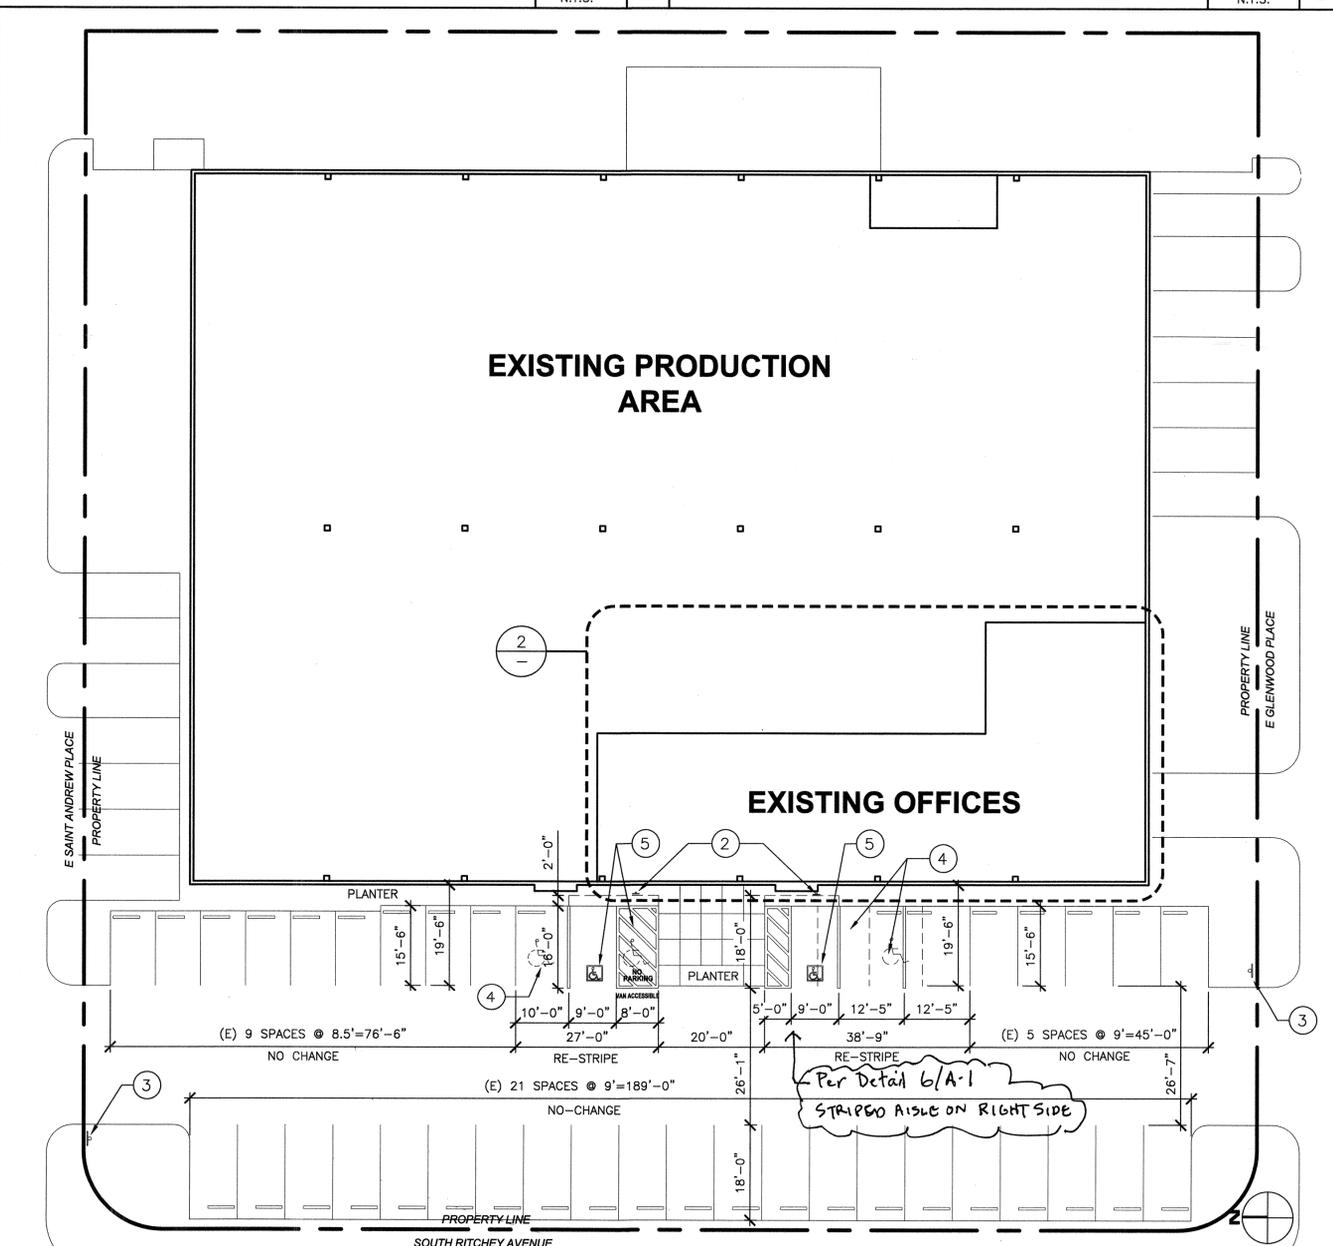 N.T.S.
N.T.S.
EXISTING PRODUCTION
AREA
2
—
PROPERTY LINE
E GLENWOOD PLACE
E SAINT ANDREW PLACE
PROPERTY LINE
EXISTING OFFICES
2'-0"
5
2
5
4
PLANTER
15'-6"
19'-6"
18'-0"
19'-6"
15'-6"
NO
PARKING
PLANTER
VAN ACCESSIBLE
4
3
10'-0"
9'-0"
8'-0"
5'-0"
9'-0"
12'-5"
12'-5"
(E) 9 SPACES @ 8.5'=76'-6"
27'-0"
20'-0"
38'-9"
(E) 5 SPACES @ 9'=45'-0"
NO CHANGE
RE-STRIPE
RE-STRIPE
NO CHANGE
26'-1"
26'-7"
3
(E) 21 SPACES @ 9'=189'-0"
NO-CHANGE
Per Detail 6/A-1
STRIPED AISLE ON RIGHT SIDE
18'-0"
PROPERTY LINE
SOUTH RITCHEY AVENUE
N